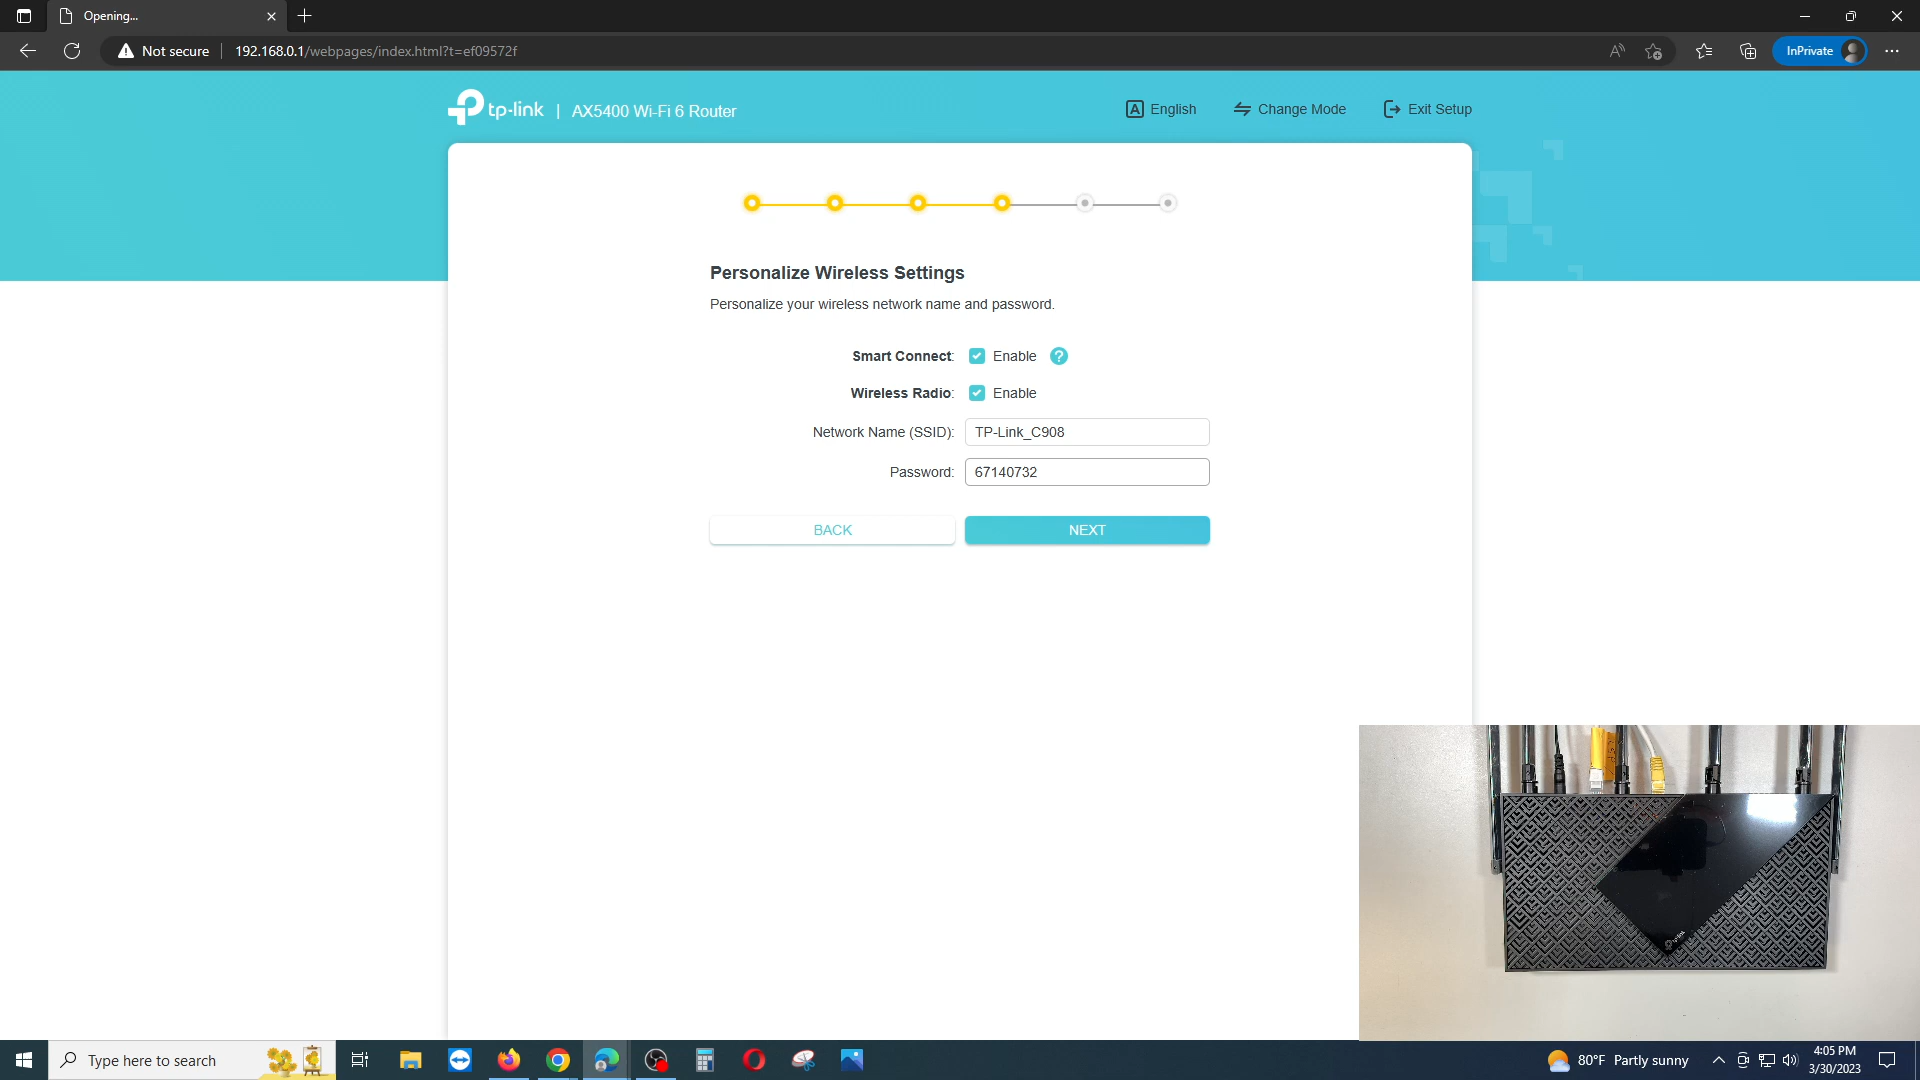 Opening...
Not secure
192.168.0.1/webpages/index.html?t=ef09572f
InPrivate
tp-link | AX5400 Wi-Fi 6 Router
English
Change Mode
Exit Setup
Personalize Wireless Settings
Personalize your wireless network name and password.
Smart Connect: Enable ?
Wireless Radio: Enable
Network Name (SSID): TP-Link_C908
Password: 67140732
BACK
NEXT
tp-link
Type here to search
80°F Partly sunny
4:05 PM
3/30/2023